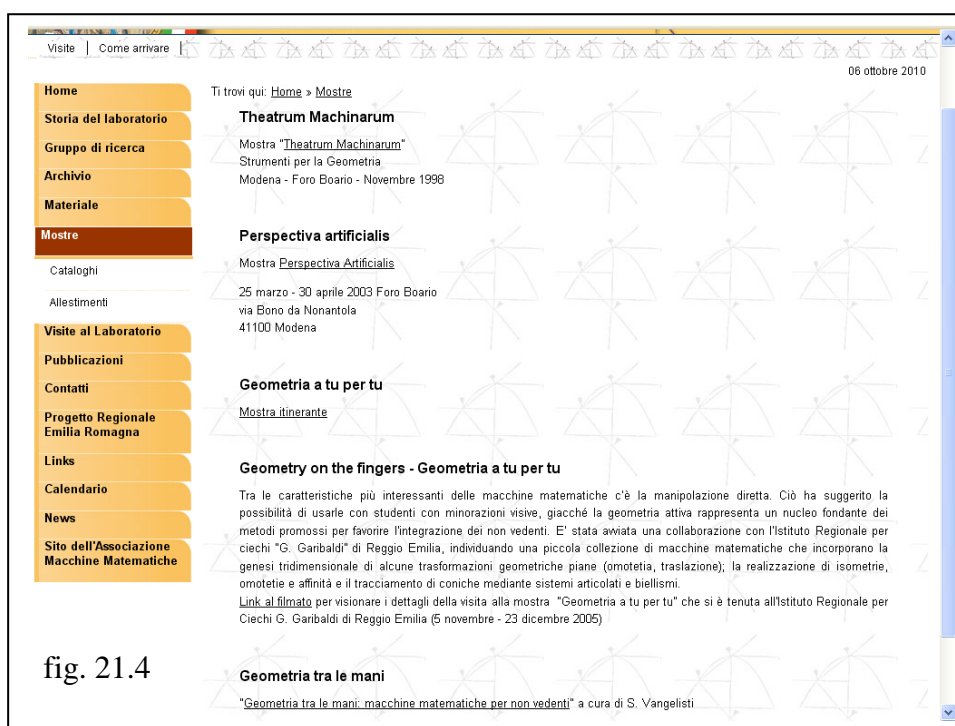 Visite | Come arrivare |
06 ottobre 2010
Home
Storia del laboratorio
Gruppo di ricerca
Archivio
Materiale
Mostre
Cataloghi
Allestimenti
Visite al Laboratorio
Pubblicazioni
Contatti
Progetto Regionale
Emilia Romagna
Links
Calendario
News
Sito dell'Associazione
Macchine Matematiche
Ti trovi qui: Home » Mostre
Theatrum Machinarum
Mostra "Theatrum Machinarum"
Strumenti per la Geometria
Modena - Foro Boario - Novembre 1998
Perspectiva artificialis
Mostra Perspectiva Artificialis
25 marzo - 30 aprile 2003 Foro Boario
via Bono da Nonantola
41100 Modena
Geometria a tu per tu
Mostra itinerante
Geometry on the fingers - Geometria a tu per tu
Tra le caratteristiche più interessanti delle macchine matematiche c'è la manipolazione diretta. Ciò ha suggerito la
possibilità di usarle con studenti con minorazioni visive, giacché la geometria attiva rappresenta un nucleo fondante dei
metodi promossi per favorire l'integrazione dei non vedenti. E' stata avviata una collaborazione con l'Istituto Regionale per
ciechi "G. Garibaldi" di Reggio Emilia, individuando una piccola collezione di macchine matematiche che incorporano la
genesi tridimensionale di alcune trasformazioni geometriche piane (omotetia, traslazione); la realizzazione di isometrie,
omotetie e affinità e il tracciamento di coniche mediante sistemi articolati e biellismi.
Link al filmato per visionare i dettagli della visita alla mostra "Geometria a tu per tu" che si è tenuta all'Istituto Regionale per
Ciechi G. Garibaldi di Reggio Emilia (5 novembre - 23 dicembre 2005)
Geometria tra le mani
"Geometria tra le mani: macchine matematiche per non vedenti" a cura di S. Vangelisti
fig. 21.4